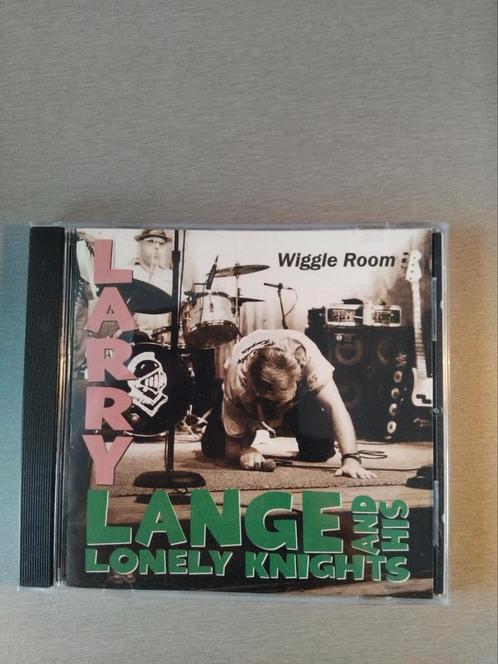 Wiggle Room
LARRY
LANGE
AND HIS
LONELY KNIGHTS